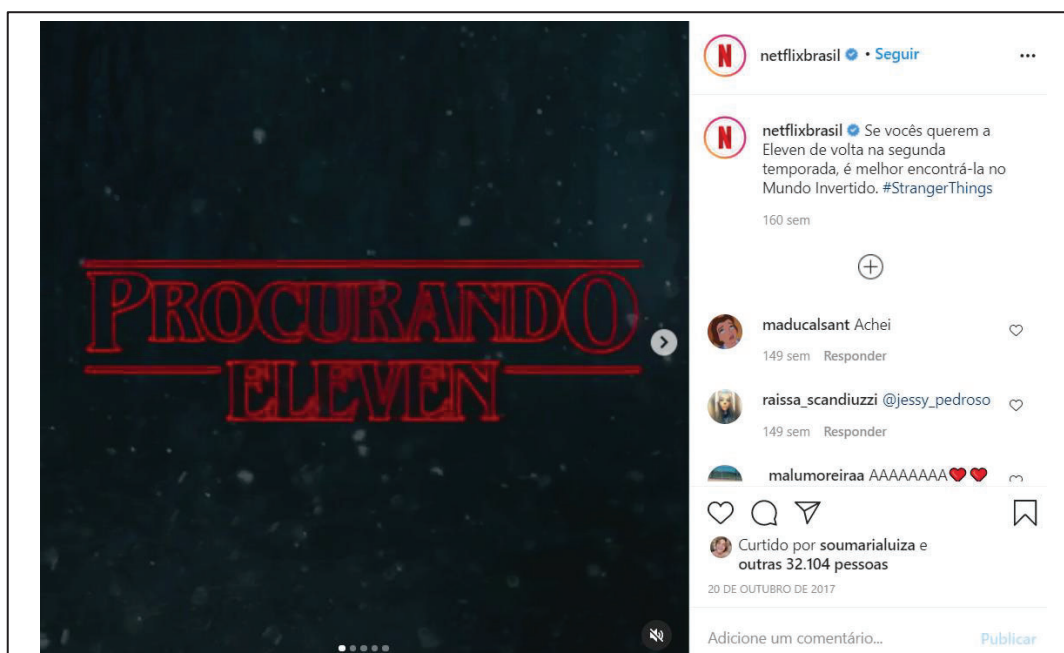 PROCURANDO
ELEVEN
netflixbrasil • Seguir
netflixbrasil Se vocês querem a
Eleven de volta na segunda
temporada, é melhor encontrá-la no
Mundo Invertido. #StrangerThings
160 sem
maducalsant Achei
149 sem Responder
raissa_scandiuzzi @jessy_pedroso
149 sem Responder
malumoreiraa AAAAAAAA❤️❤️
Curtido por soumarialuiza e
outras 32.104 pessoas
20 DE OUTUBRO DE 2017
Adicione um comentário... Publicar